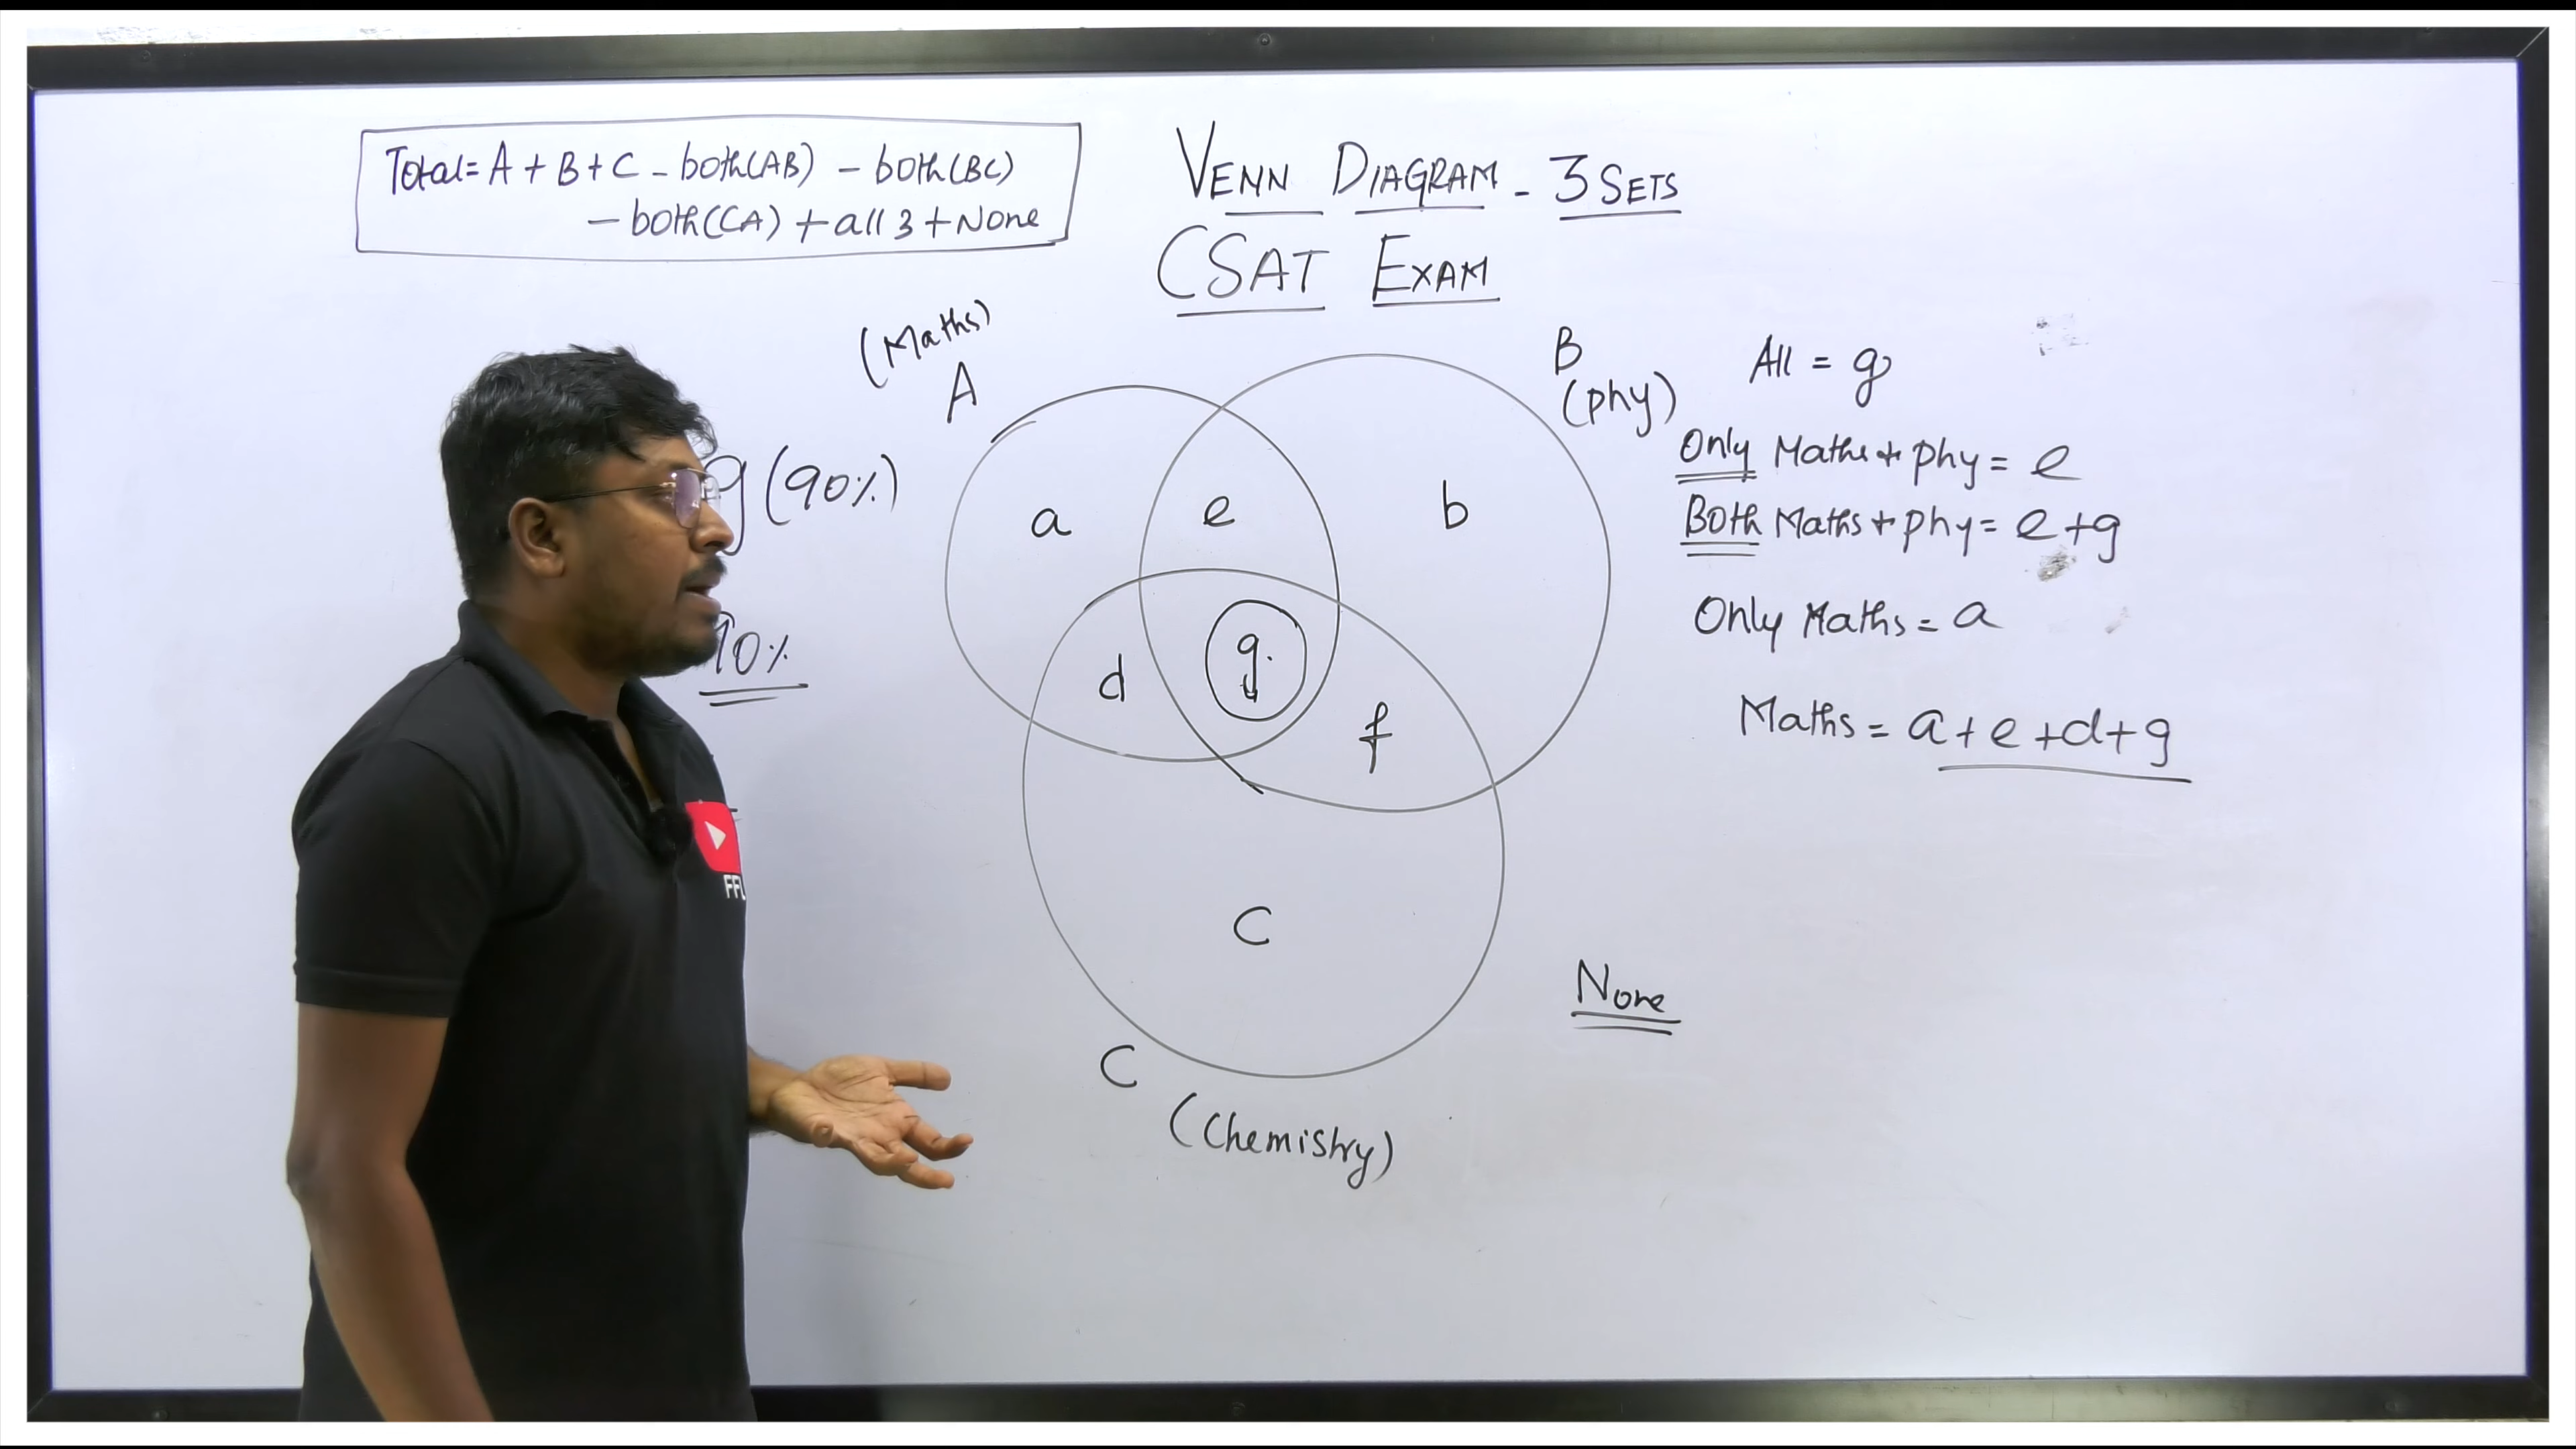 Total = A + B + C - both(AB) - both(BC)
- both(CA) + all 3 + None
VENN DIAGRAM - 3 SETS
CSAT EXAM
(Maths)
A
B
(phy)
g (90%)
10%
a
e
b
d
g
f
C
C
(Chemistry)
None
All = g
Only Maths + phy = e
Both Maths + phy = e + g
Only Maths = a
Maths = a + e + d + g